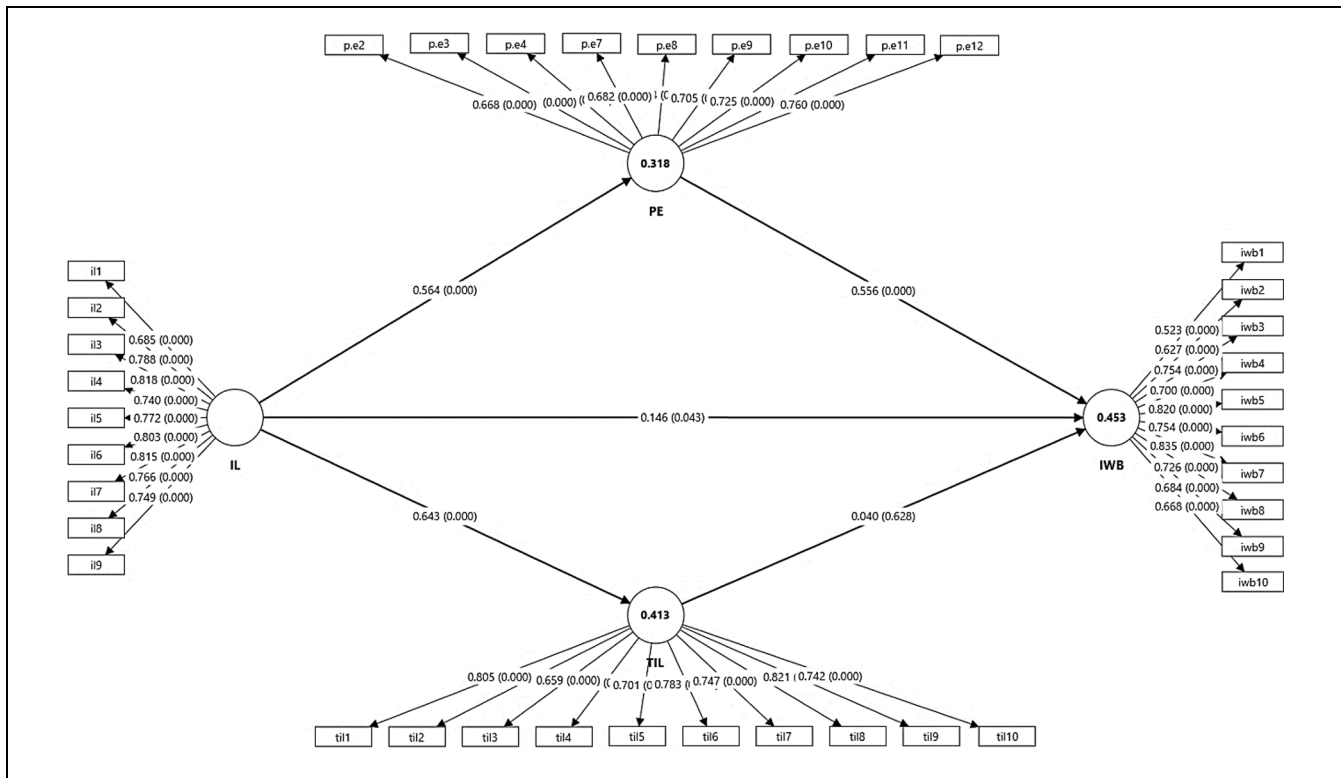 p.e2 p.e3 p.e4 p.e7 p.e8 p.e9 p.e10 p.e11 p.e12
0.668 (0.000) (0.000) 0.682 (0.000) 0.705 0.725 (0.000) 0.760 (0.000)
0.318
PE
il1
il2
il3
il4
il5
il6
il7
il8
il9
0.685 (0.000)
0.788 (0.000)
0.818 (0.000)
0.740 (0.000)
0.772 (0.000)
0.803 (0.000)
0.815 (0.000)
0.766 (0.000)
0.749 (0.000)
IL
0.564 (0.000)
0.556 (0.000)
0.146 (0.043)
0.643 (0.000)
0.040 (0.628)
iwb1
iwb2
iwb3
iwb4
iwb5
iwb6
iwb7
iwb8
iwb9
iwb10
0.523 (0.000)
0.627 (0.000)
0.754 (0.000)
0.700 (0.000)
0.820 (0.000)
0.754 (0.000)
0.835 (0.000)
0.726 (0.000)
0.684 (0.000)
0.668 (0.000)
0.453
IWB
0.413
TIL
0.805 (0.000) 0.659 (0.000) 0.701 0.783 0.747 (0.000) 0.821 0.742 (0.000)
til1 til2 til3 til4 til5 til6 til7 til8 til9 til10